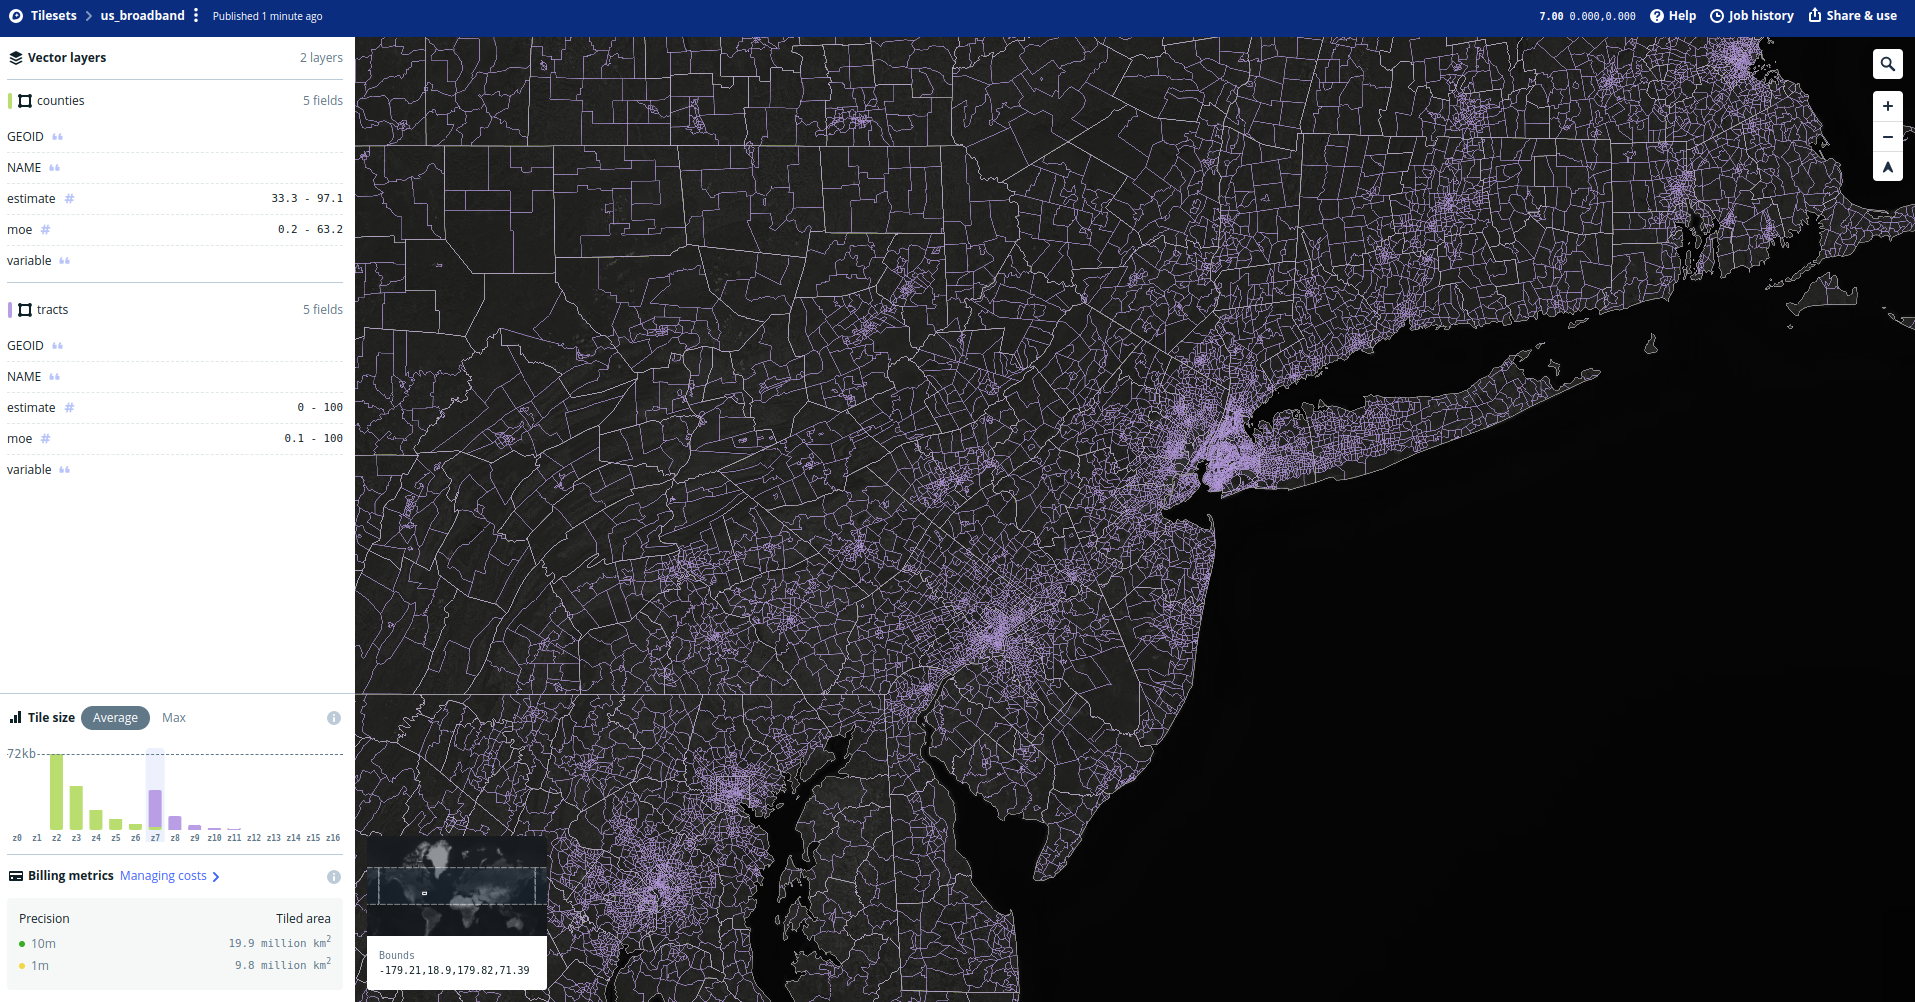 Tilesets
us_broadband
Published 1 minute ago
7.00 0.000,0.000
Help
Job history
Share & use
Vector layers
2 layers
counties
5 fields
GEOID
NAME
estimate #
33.3 - 97.1
moe #
0.2 - 63.2
variable
tracts
5 fields
GEOID
NAME
estimate #
0 - 100
moe #
0.1 - 100
variable
Tile size
Average
Max
72kb
z0 z1 z2 z3 z4 z5 z6 z7 z8 z9 z10 z11 z12 z13 z14 z15 z16
Billing metrics
Managing costs
Precision
Tiled area
10m
19.9 million km²
1m
9.8 million km²
Bounds
-179.21,18.9,179.82,71.39